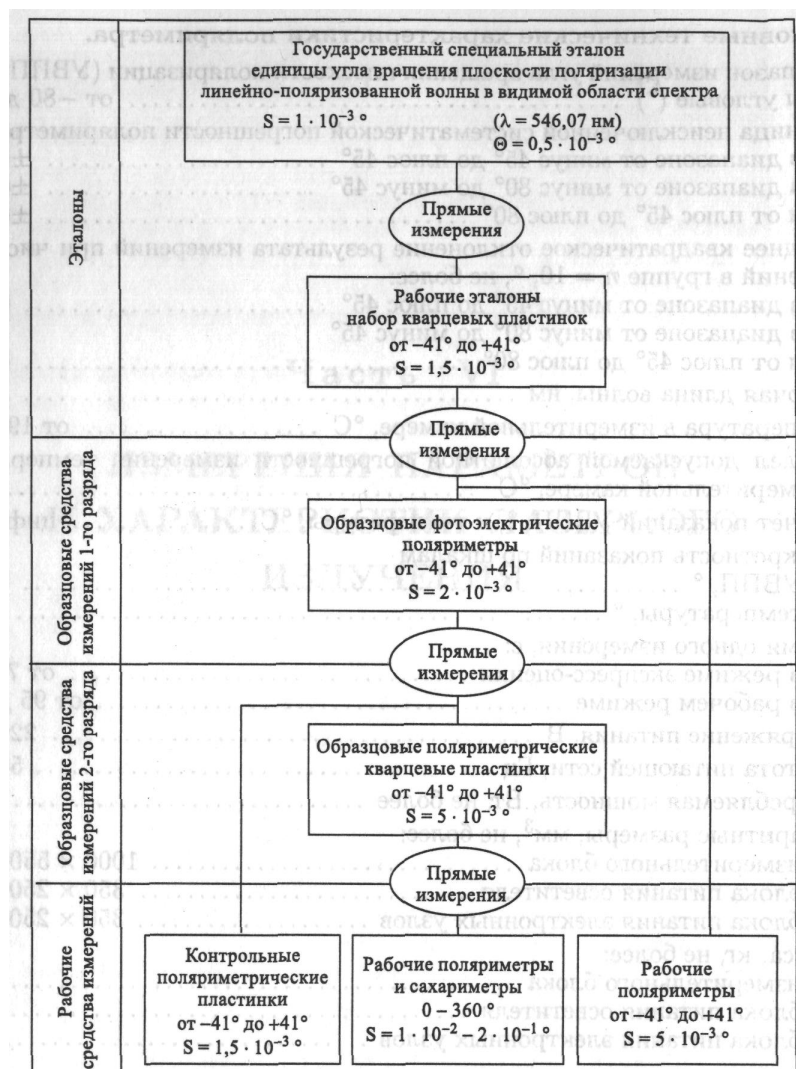 Государственный специальный эталон
единицы угла вращения плоскости поляризации
линейно-поляризованной волны в видимой области спектра
S = 1 · 10⁻³ °
(λ = 546,07 нм)
Θ = 0,5 · 10⁻³ °
Эталоны
Прямые
измерения
Рабочие эталоны
набор кварцевых пластинок
от –41° до +41°
S = 1,5 · 10⁻³ °
Прямые
измерения
Образцовые средства
измерений 1-го разряда
Образцовые фотоэлектрические
поляриметры
от –41° до +41°
S = 2 · 10⁻³ °
Прямые
измерения
Образцовые средства
измерений 2-го разряда
Образцовые поляриметрические
кварцевые пластинки
от –41° до +41°
S = 5 · 10⁻³ °
Прямые
измерения
Рабочие
средства измерений
Контрольные
поляриметрические
пластинки
от –41° до +41°
S = 1,5 · 10⁻³ °
Рабочие поляриметры
и сахариметры
0 – 360 °
S = 1 · 10⁻² – 2 · 10⁻¹ °
Рабочие
поляриметры
от –41° до +41°
S = 5 · 10⁻³ °